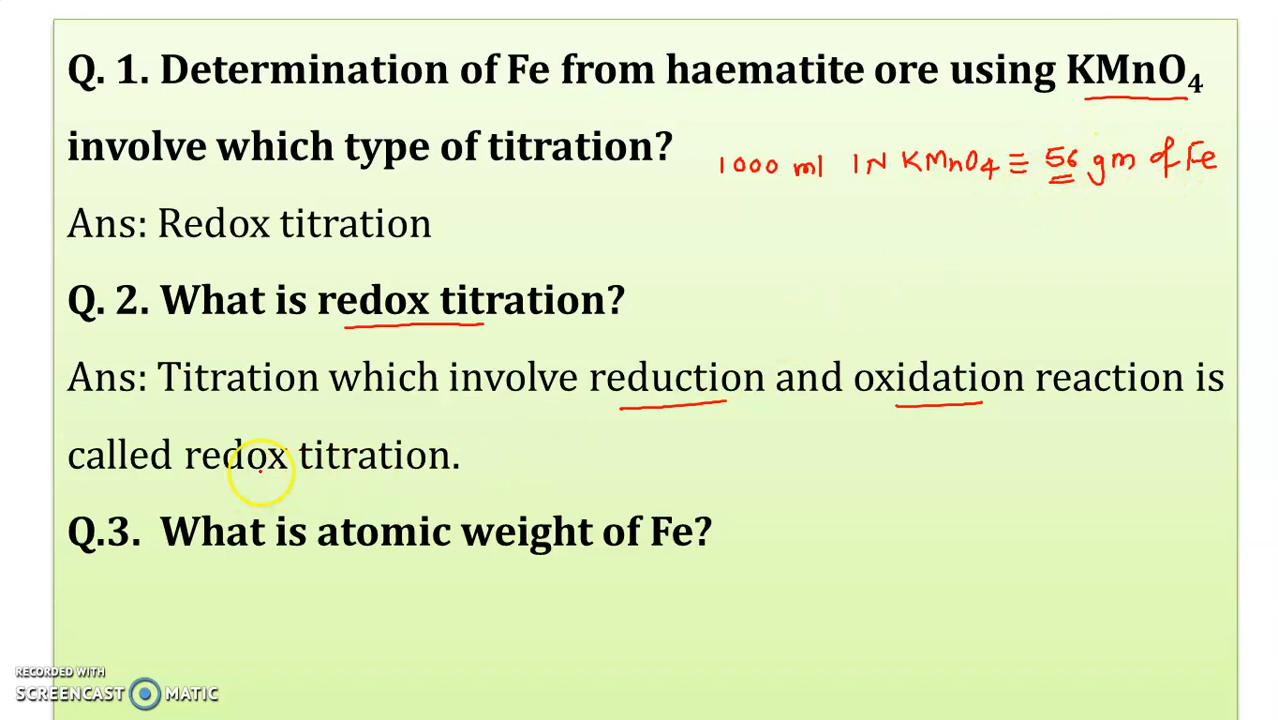 Q. 1. Determination of Fe from haematite ore using KMnO₄
involve which type of titration?
1000 ml 1N KMnO4 ≡ 56 gm of Fe
Ans: Redox titration
Q. 2. What is redox titration?
Ans: Titration which involve reduction and oxidation reaction is
called redox titration.
Q.3. What is atomic weight of Fe?
RECORDED WITH
SCREENCAST MATIC